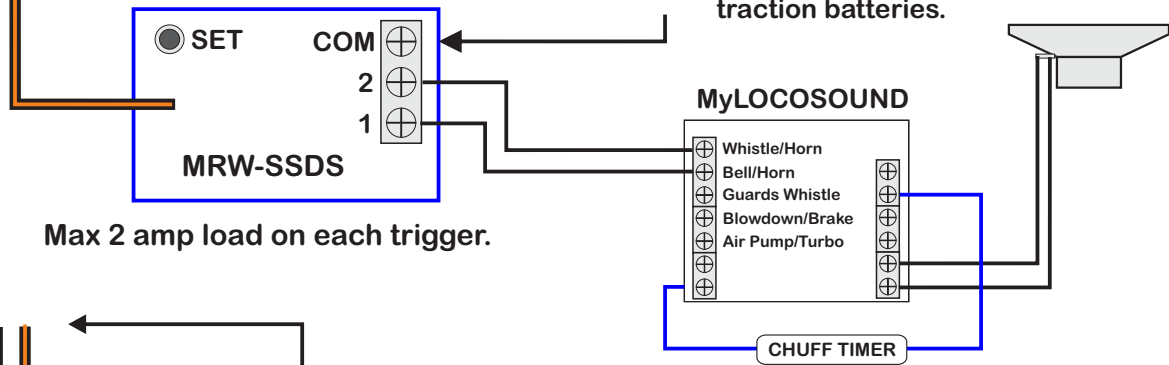 traction batteries.
SET
COM
2
1
MRW-SSDS
MyLOCOSOUND
Whistle/Horn
Bell/Horn
Guards Whistle
Blowdown/Brake
Air Pump/Turbo
Max 2 amp load on each trigger.
CHUFF TIMER